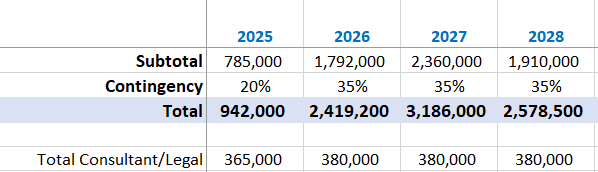 2025 2026 2027 2028
Subtotal 785,000 1,792,000 2,360,000 1,910,000
Contingency 20% 35% 35% 35%
Total 942,000 2,419,200 3,186,000 2,578,500
Total Consultant/Legal 365,000 380,000 380,000 380,000